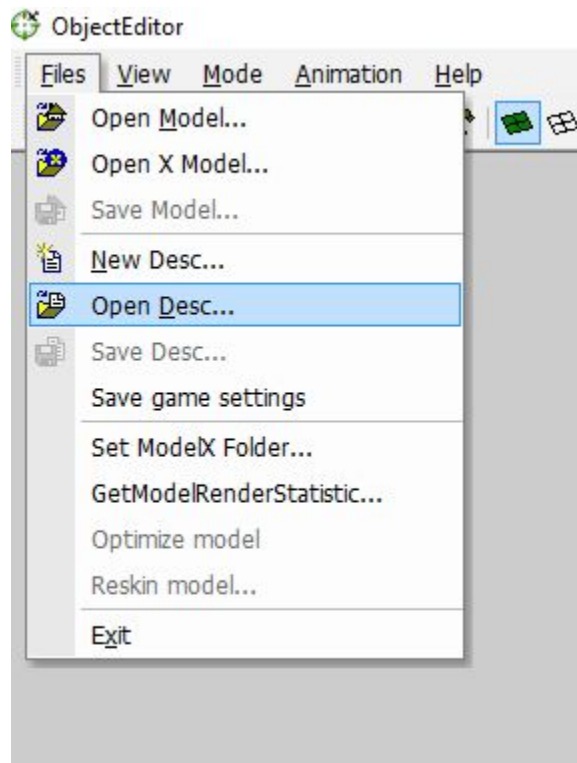 ObjectEditor
Files View Mode Animation Help
Open Model...
Open X Model...
Save Model...
New Desc...
Open Desc...
Save Desc...
Save game settings
Set ModelX Folder...
GetModelRenderStatistic...
Optimize model
Reskin model...
Exit